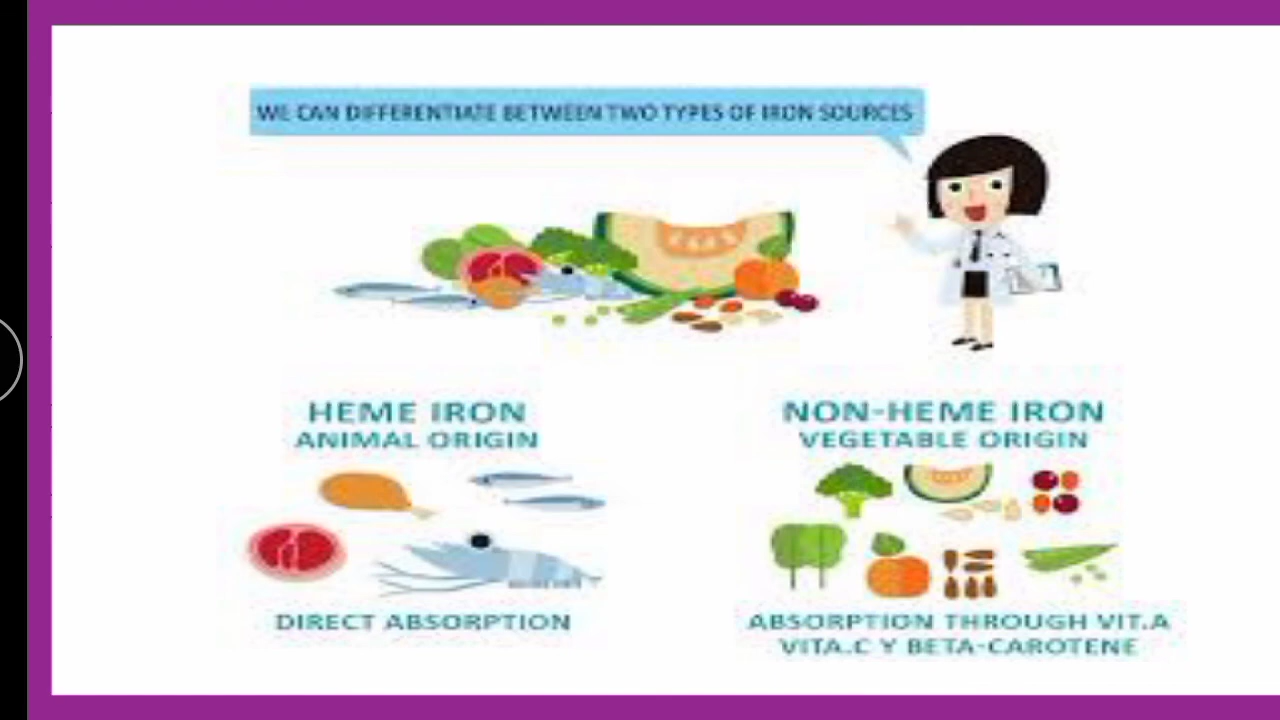 WE CAN DIFFERENTIATE BETWEEN TWO TYPES OF IRON SOURCES
HEME IRON
ANIMAL ORIGIN
DIRECT ABSORPTION
NON-HEME IRON
VEGETABLE ORIGIN
ABSORPTION THROUGH VIT.A
VITA.C Y BETA-CAROTENE